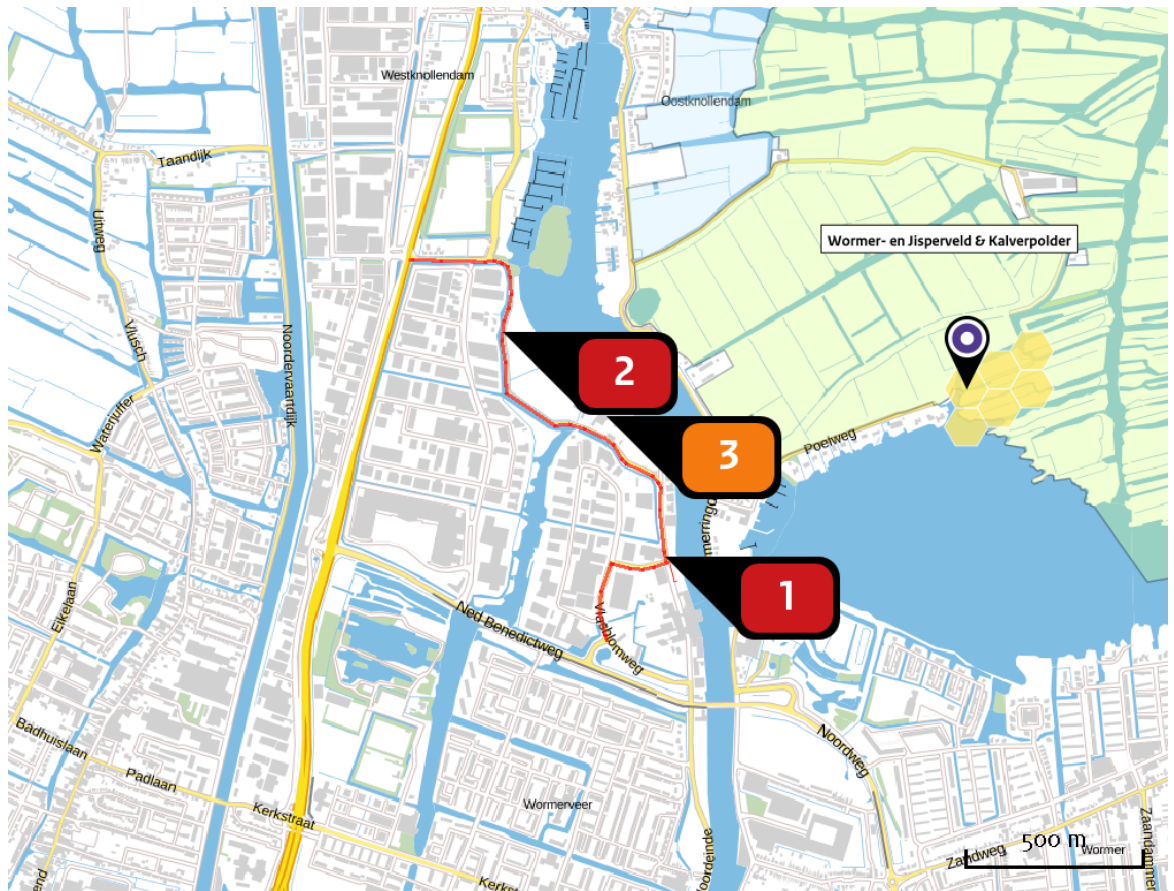 Westknollendam
Oostknollendam
Taandijk
Uitweg
Wormer- en Jisperveld & Kalverpolder
Vlusch
Noordervaartdijk
2
Waterjuffer
Poelweg
3
1
Eikelaan
Ned Benedictweg
Vlasblomweg
Badhuislaan
Noordweg
Padlaan
Kerkstraat
Wormerveer
500 m
Wormer
Zandweg
Kerkst